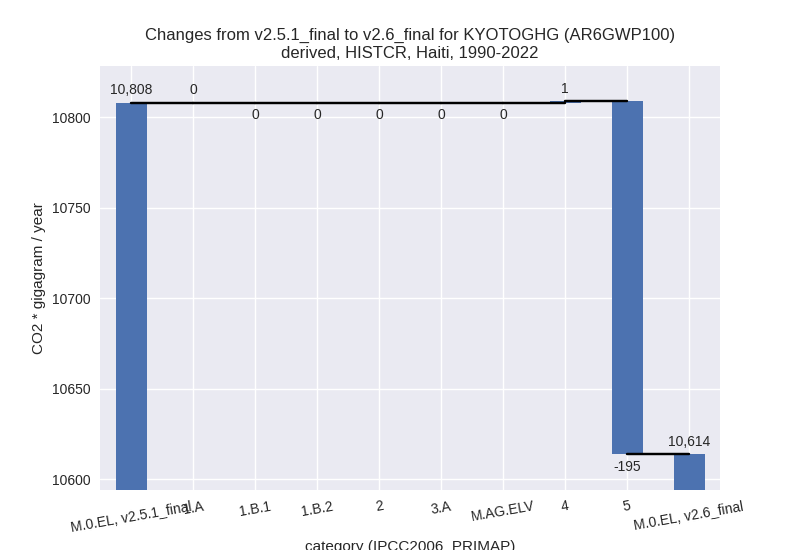 Changes from v2.5.1_final to v2.6_final for KYOTOGHG (AR6GWP100)
derived, HISTCR, Haiti, 1990-2022
10,808
0
0
0
0
0
0
1
-195
10,614
10800
10750
10700
10650
10600
CO2 * gigagram / year
M.0.EL, v2.5.1_final
1.A
1.B.1
1.B.2
2
3.A
M.AG.ELV
4
5
M.0.EL, v2.6_final
category (IPCC2006_PRIMAP)